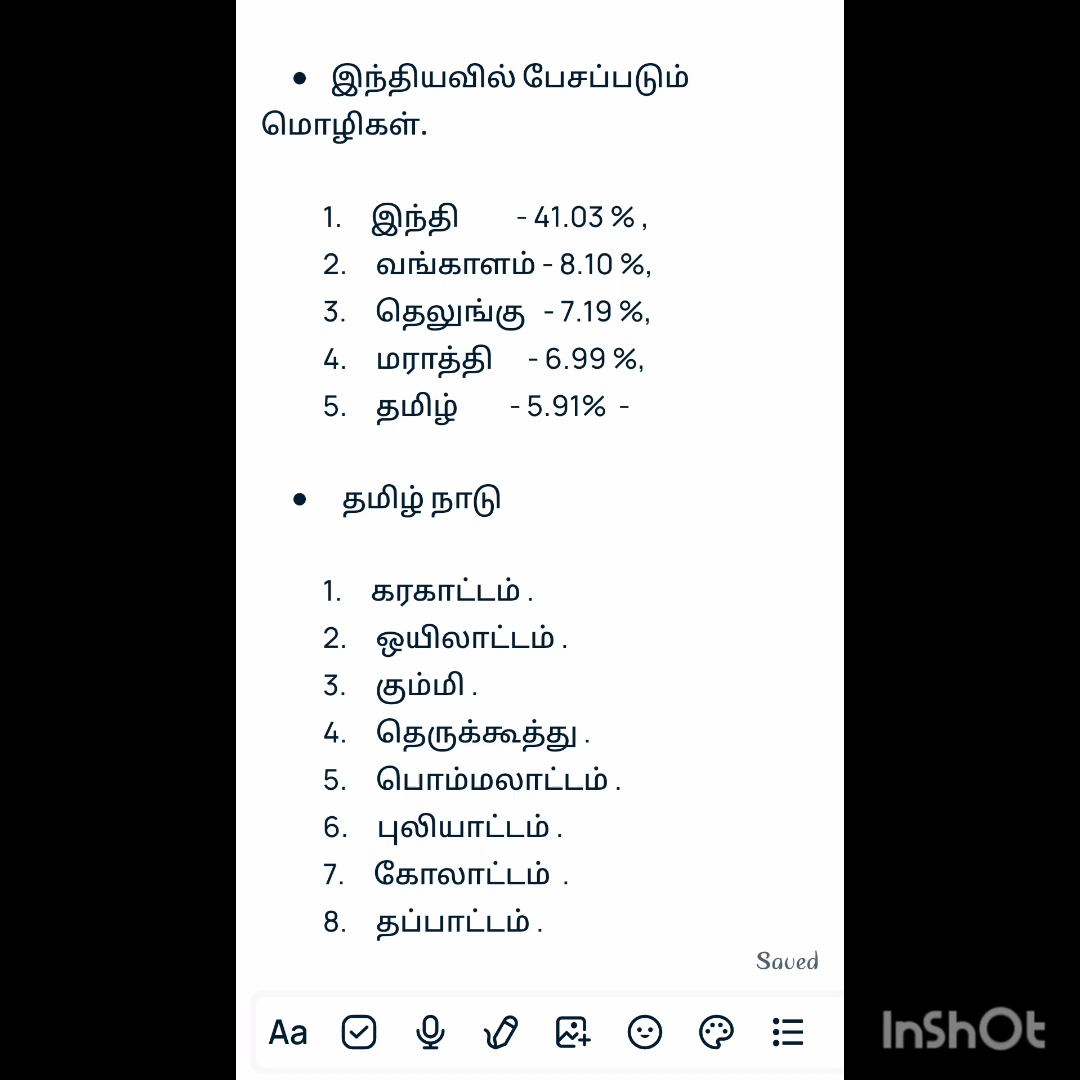 • இந்தியவில் பேசப்படும்
மொழிகள்.
1. இந்தி - 41.03 % ,
2. வங்காளம் - 8.10 %,
3. தெலுங்கு - 7.19 %,
4. மராத்தி - 6.99 %,
5. தமிழ் - 5.91% -
• தமிழ் நாடு
1. கரகாட்டம் .
2. ஒயிலாட்டம் .
3. கும்மி .
4. தெருக்கூத்து .
5. பொம்மலாட்டம் .
6. புலியாட்டம் .
7. கோலாட்டம் .
8. தப்பாட்டம் .
Saved
Aa
InShOt